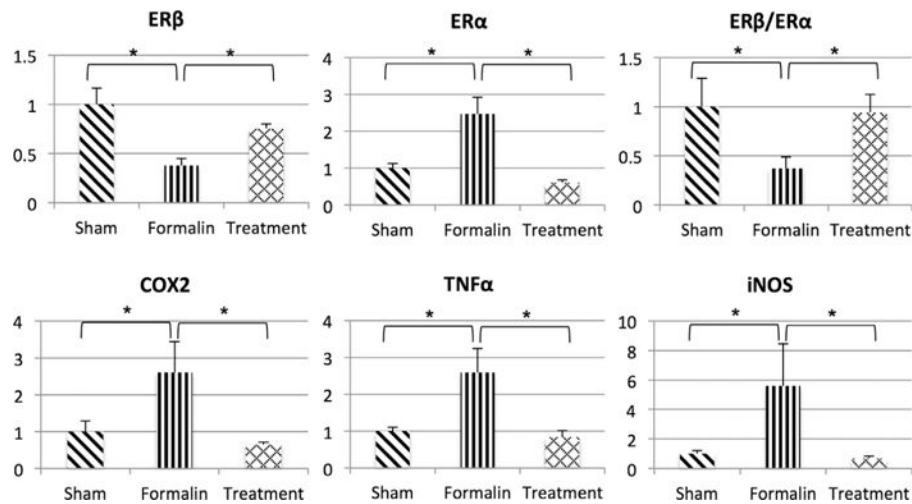 ERβ
1.5
1
0.5
0
* *
Sham Formalin Treatment
ERα
4
3
2
1
0
* *
Sham Formalin Treatment
ERβ/ERα
1.5
1
0.5
0
* *
Sham Formalin Treatment
COX2
4
3
2
1
0
* *
Sham Formalin Treatment
TNFα
4
3
2
1
0
* *
Sham Formalin Treatment
iNOS
10
8
6
4
2
0
* *
Sham Formalin Treatment